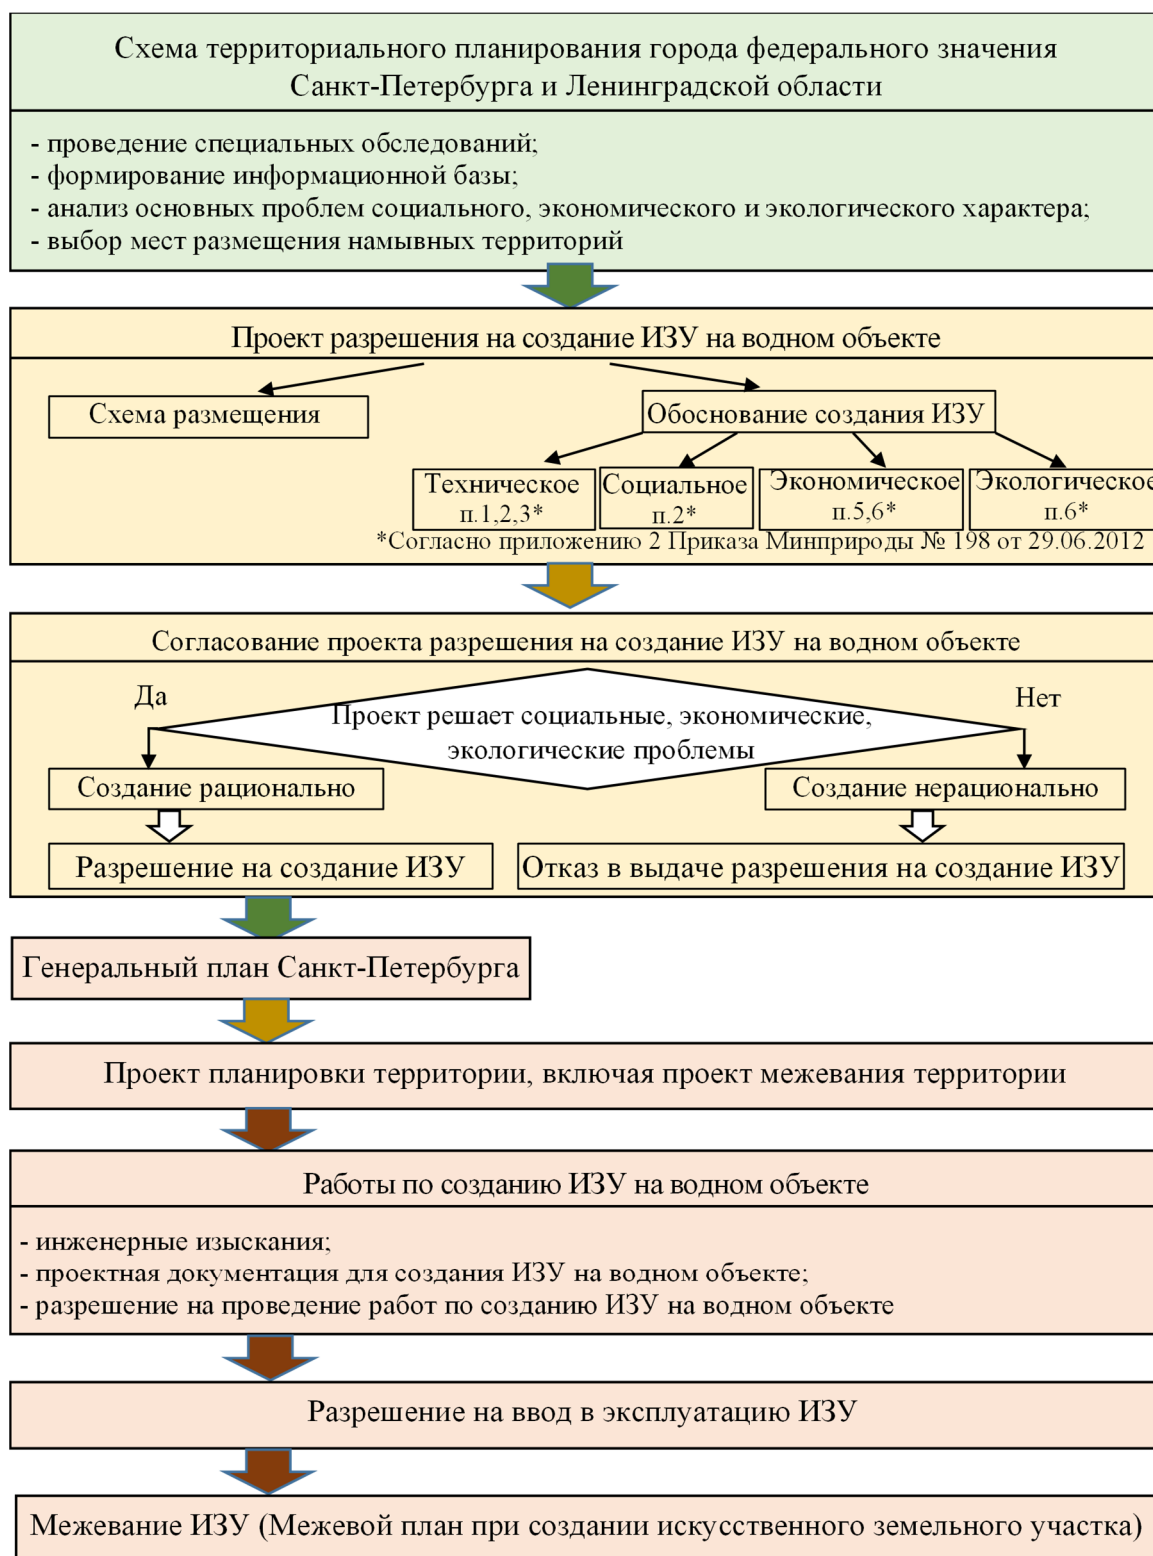 Схема территориального планирования города федерального значения
Санкт-Петербурга и Ленинградской области
- проведение специальных обследований;
- формирование информационной базы;
- анализ основных проблем социального, экономического и экологического характера;
- выбор мест размещения намывных территорий
Проект разрешения на создание ИЗУ на водном объекте
Схема размещения
Обоснование создания ИЗУ
Техническое
п.1,2,3*
Социальное
п.2*
Экономическое
п.5,6*
Экологическое
п.6*
*Согласно приложению 2 Приказа Минприроды № 198 от 29.06.2012
Согласование проекта разрешения на создание ИЗУ на водном объекте
Да
Нет
Проект решает социальные, экономические,
экологические проблемы
Создание рационально
Создание нерационально
Разрешение на создание ИЗУ
Отказ в выдаче разрешения на создание ИЗУ
Генеральный план Санкт-Петербурга
Проект планировки территории, включая проект межевания территории
Работы по созданию ИЗУ на водном объекте
- инженерные изыскания;
- проектная документация для создания ИЗУ на водном объекте;
- разрешение на проведение работ по созданию ИЗУ на водном объекте
Разрешение на ввод в эксплуатацию ИЗУ
Межевание ИЗУ (Межевой план при создании искусственного земельного участка)